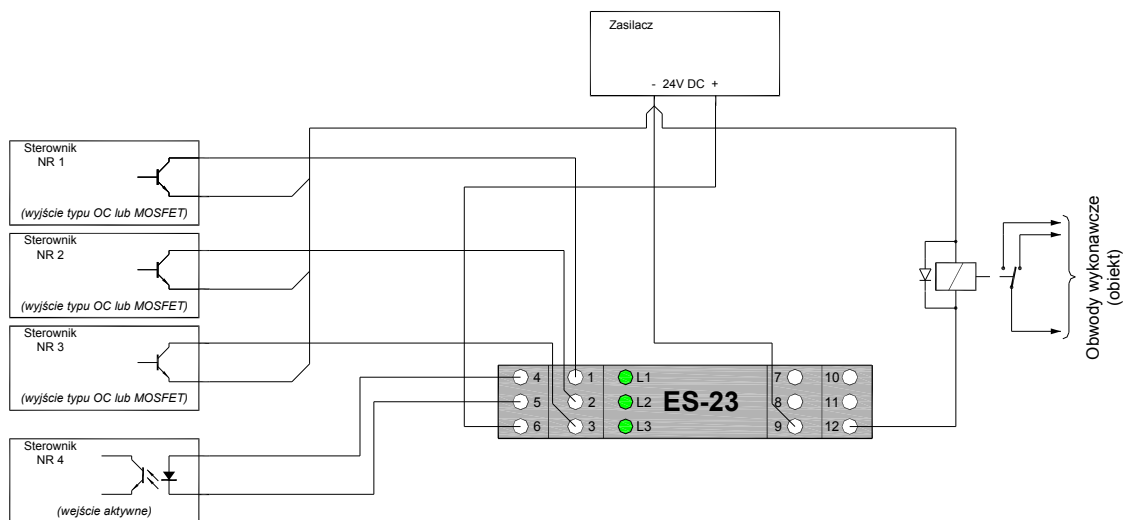 Zasilacz
- 24V DC +
Sterownik
NR 1
(wyjście typu OC lub MOSFET)
Sterownik
NR 2
(wyjście typu OC lub MOSFET)
Sterownik
NR 3
(wyjście typu OC lub MOSFET)
Sterownik
NR 4
(wejście aktywne)
4 1 L1 7 10
5 2 L2 ES-23 8 11
6 3 L3 9 12
Obwody wykonawcze
(obiekt)